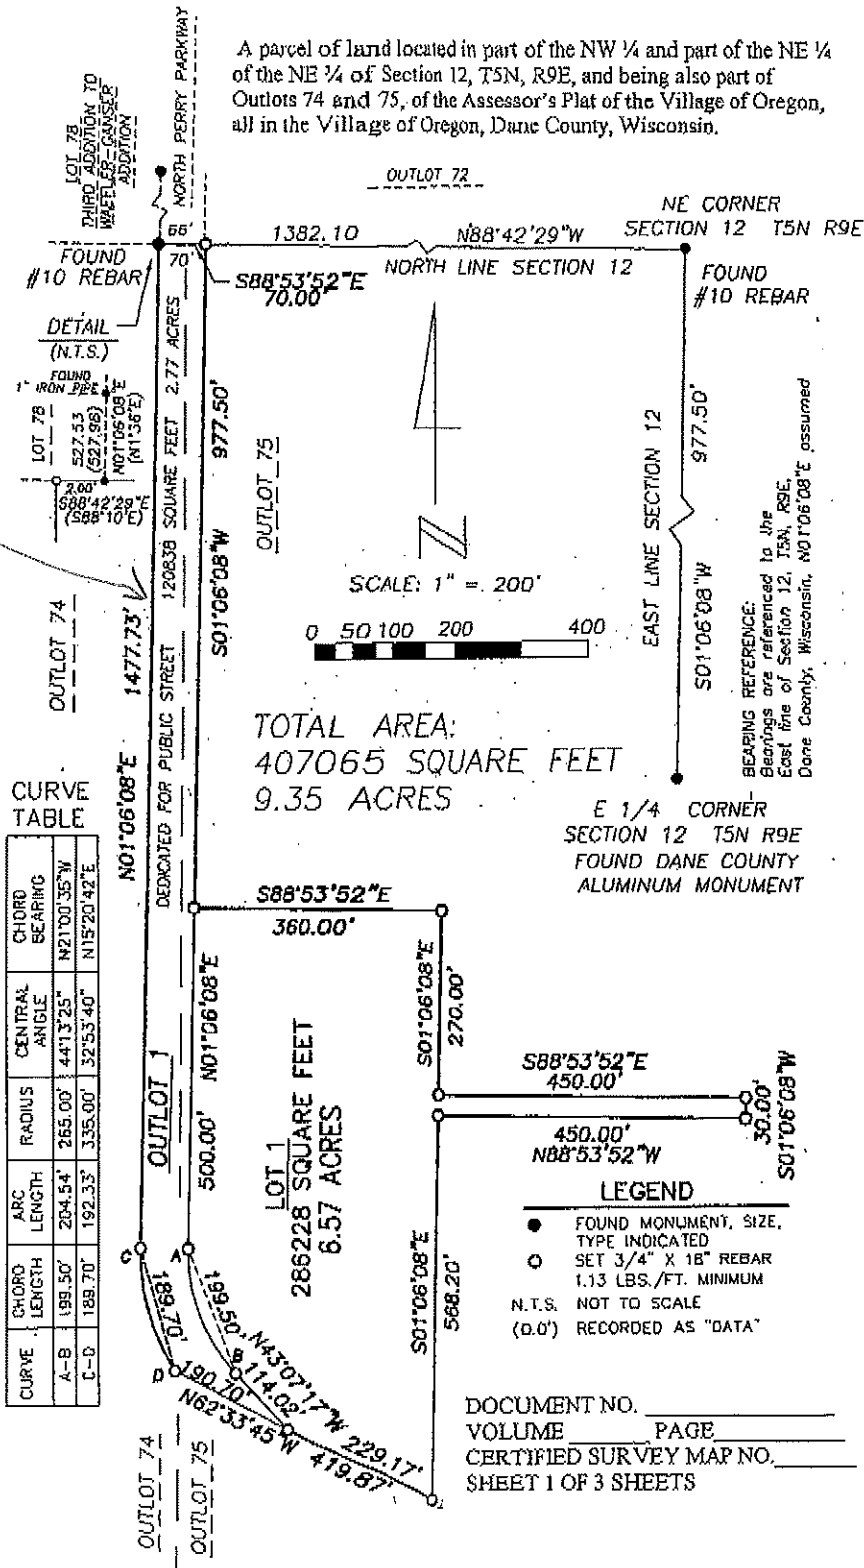 A parcel of land located in part of the NW ¼ and part of the NE ¼
of the NE ¼ of Section 12, T5N, R9E, and being also part of
Outlots 74 and 75, of the Assessor's Plat of the Village of Oregon,
all in the Village of Oregon, Dane County, Wisconsin.
LOT 78
THIRD ADDITION TO
WAEFLER-GANSER
ADDITION
NORTH PERRY PARKWAY
OUTLOT 72
NE CORNER
SECTION 12 T5N R9E
66'
1382.10 N88°42'29"W
NORTH LINE SECTION 12
FOUND
#10 REBAR
70'
S88°53'52"E
70.00'
FOUND
#10 REBAR
DETAIL
(N.T.S.)
FOUND
1" IRON PIPE
LOT 78
527.53
(527.96)
N01°06'08"E
(N1°36'E)
2.00'
S88°42'29"E
(S88°10'E)
OUTLOT 74
N01°06'08"E 1477.73'
DEDICATED FOR PUBLIC STREET 120838 SQUARE FEET 2.77 ACRES
S01°06'08"W 977.50'
OUTLOT 75
N
SCALE: 1" = 200'
0 50 100 200 400
EAST LINE SECTION 12
S01°06'08"W 977.50'
BEARING REFERENCE:
Bearings are referenced to the
East line of Section 12, T5N, R9E,
Dane County, Wisconsin, N01°06'08"E assumed
TOTAL AREA:
407065 SQUARE FEET
9.35 ACRES
E 1/4 CORNER
SECTION 12 T5N R9E
FOUND DANE COUNTY
ALUMINUM MONUMENT
CURVE
TABLE
CURVE CHORD LENGTH ARC LENGTH RADIUS CENTRAL ANGLE CHORD BEARING
A-B 199.50' 204.54' 265.00' 44°13'25" N21°00'35"W
C-D 189.70' 192.33' 335.00' 32°53'40" N15°20'42"E
S88°53'52"E
360.00'
S01°06'08"E
270.00'
S88°53'52"E
450.00'
30.00'
S01°06'08"W
450.00'
N88°53'52"W
OUTLOT 1
500.00' N01°06'08"E
LOT 1
286228 SQUARE FEET
6.57 ACRES
S01°06'08"E
568.20'
LEGEND
FOUND MONUMENT, SIZE,
TYPE INDICATED
SET 3/4" X 18" REBAR
1.13 LBS./FT. MINIMUM
N.T.S. NOT TO SCALE
(0.0') RECORDED AS "DATA"
C
A
189.70'
199.50'
B
D
N43°07'17"W
114.02'
190.70'
229.17'
N62°33'45"W
419.87'
OUTLOT 74
OUTLOT 75
DOCUMENT NO.
VOLUME PAGE
CERTIFIED SURVEY MAP NO.
SHEET 1 OF 3 SHEETS